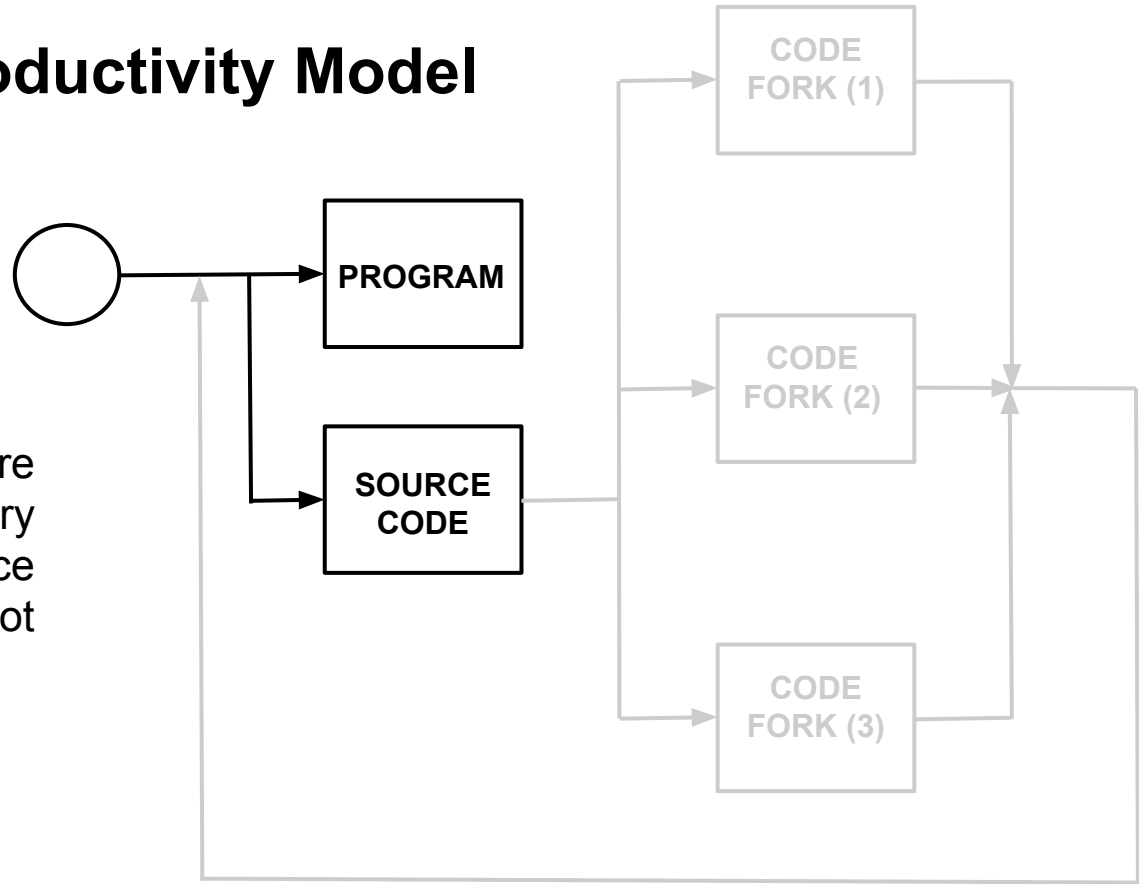 oductivity Model
CODE
FORK (1)
PROGRAM
CODE
FORK (2)
re
ry
ce
ot
SOURCE
CODE
CODE
FORK (3)